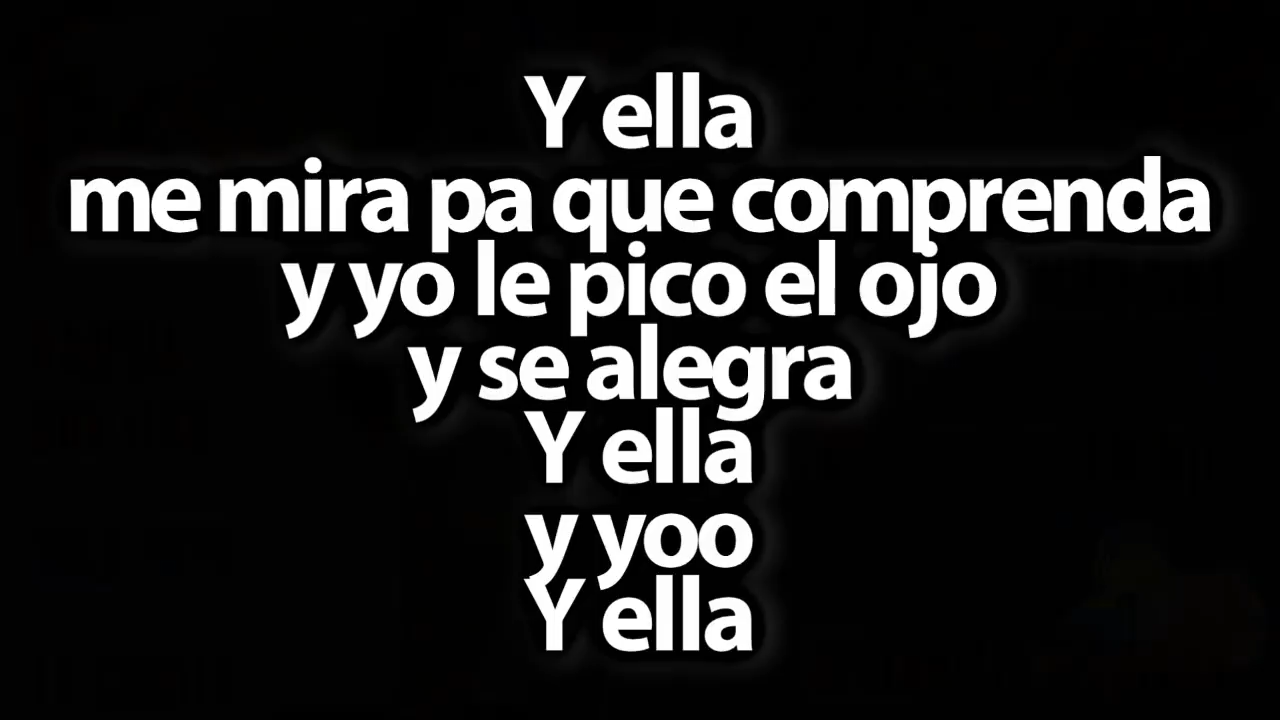 Y ella
me mira pa que comprenda
y yo le pico el ojo
y se alegra
Y ella
y yoo
Y ella